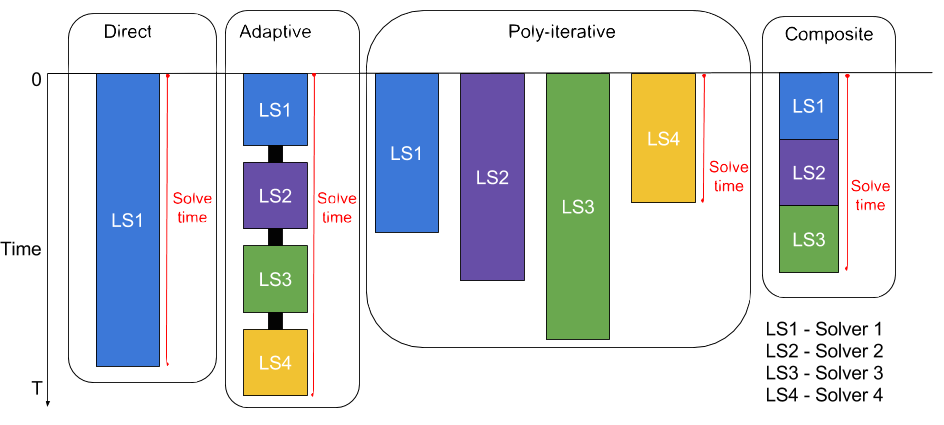 Direct
Adaptive
Poly-iterative
Composite
0
Time
T
LS1
Solve
time
LS1
LS2
LS3
LS4
Solve
time
LS1
LS2
LS3
LS4
Solve
time
LS1
LS2
LS3
Solve
time
LS1 - Solver 1
LS2 - Solver 2
LS3 - Solver 3
LS4 - Solver 4